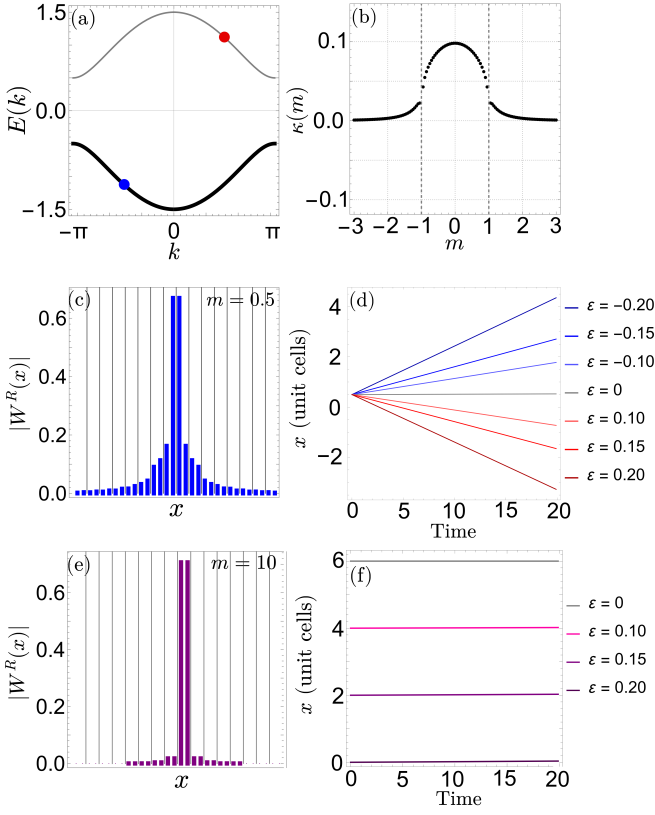 (a)
1.5
0.0
−1.5
E(k)
−π 0 π
k
(b)
0.1
0.0
−0.1
κ(m)
−3 −2 −1 0 1 2 3
m
(c)
m = 0.5
0.6
0.4
0.2
0.0
|W^R(x)|
x
(d)
4
2
0
−2
x (unit cells)
0 5 10 15 20
Time
ε = −0.20
ε = −0.15
ε = −0.10
ε = 0
ε = 0.10
ε = 0.15
ε = 0.20
(e)
m = 10
0.6
0.4
0.2
0.0
|W^R(x)|
x
(f)
6
4
2
0
x (unit cells)
0 5 10 15 20
Time
ε = 0
ε = 0.10
ε = 0.15
ε = 0.20